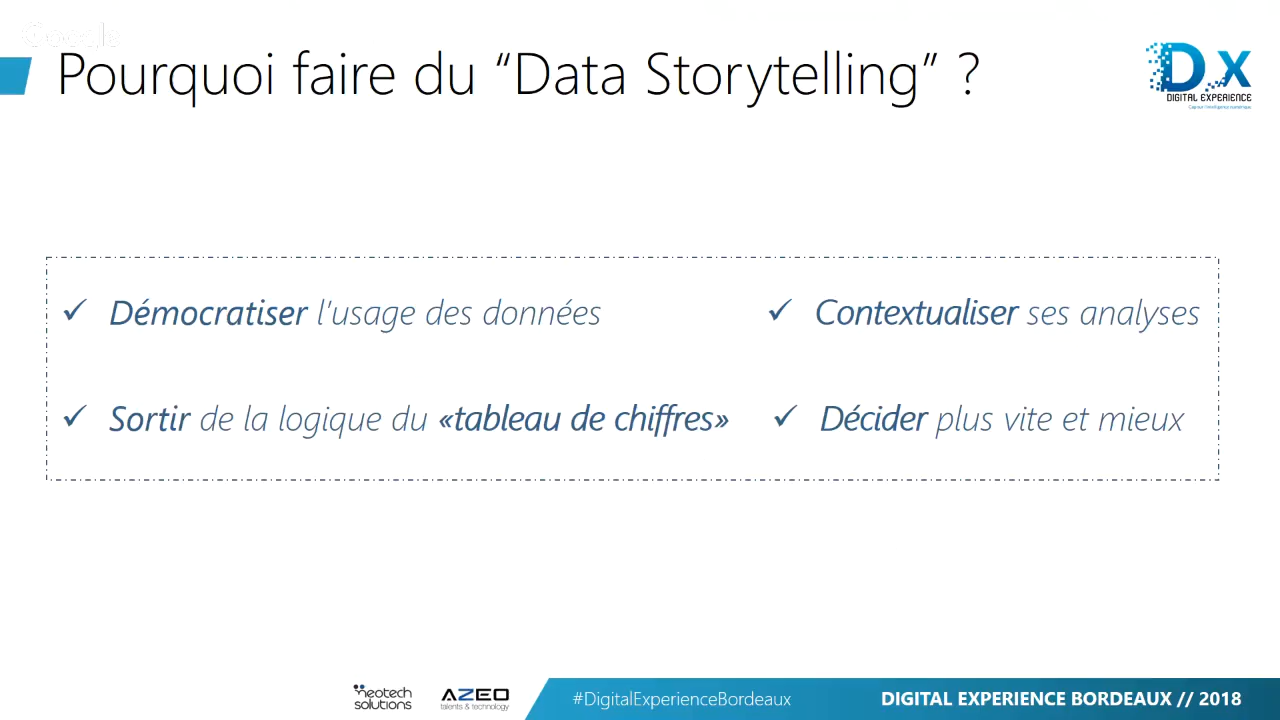 Google
Pourquoi faire du “Data Storytelling” ?
D.X
DIGITAL EXPERIENCE
✓ Démocratiser l'usage des données
✓ Contextualiser ses analyses
✓ Sortir de la logique du «tableau de chiffres»
✓ Décider plus vite et mieux
neotech
solutions
AZEO
talents & technology
#DigitalExperienceBordeaux
DIGITAL EXPERIENCE BORDEAUX // 2018